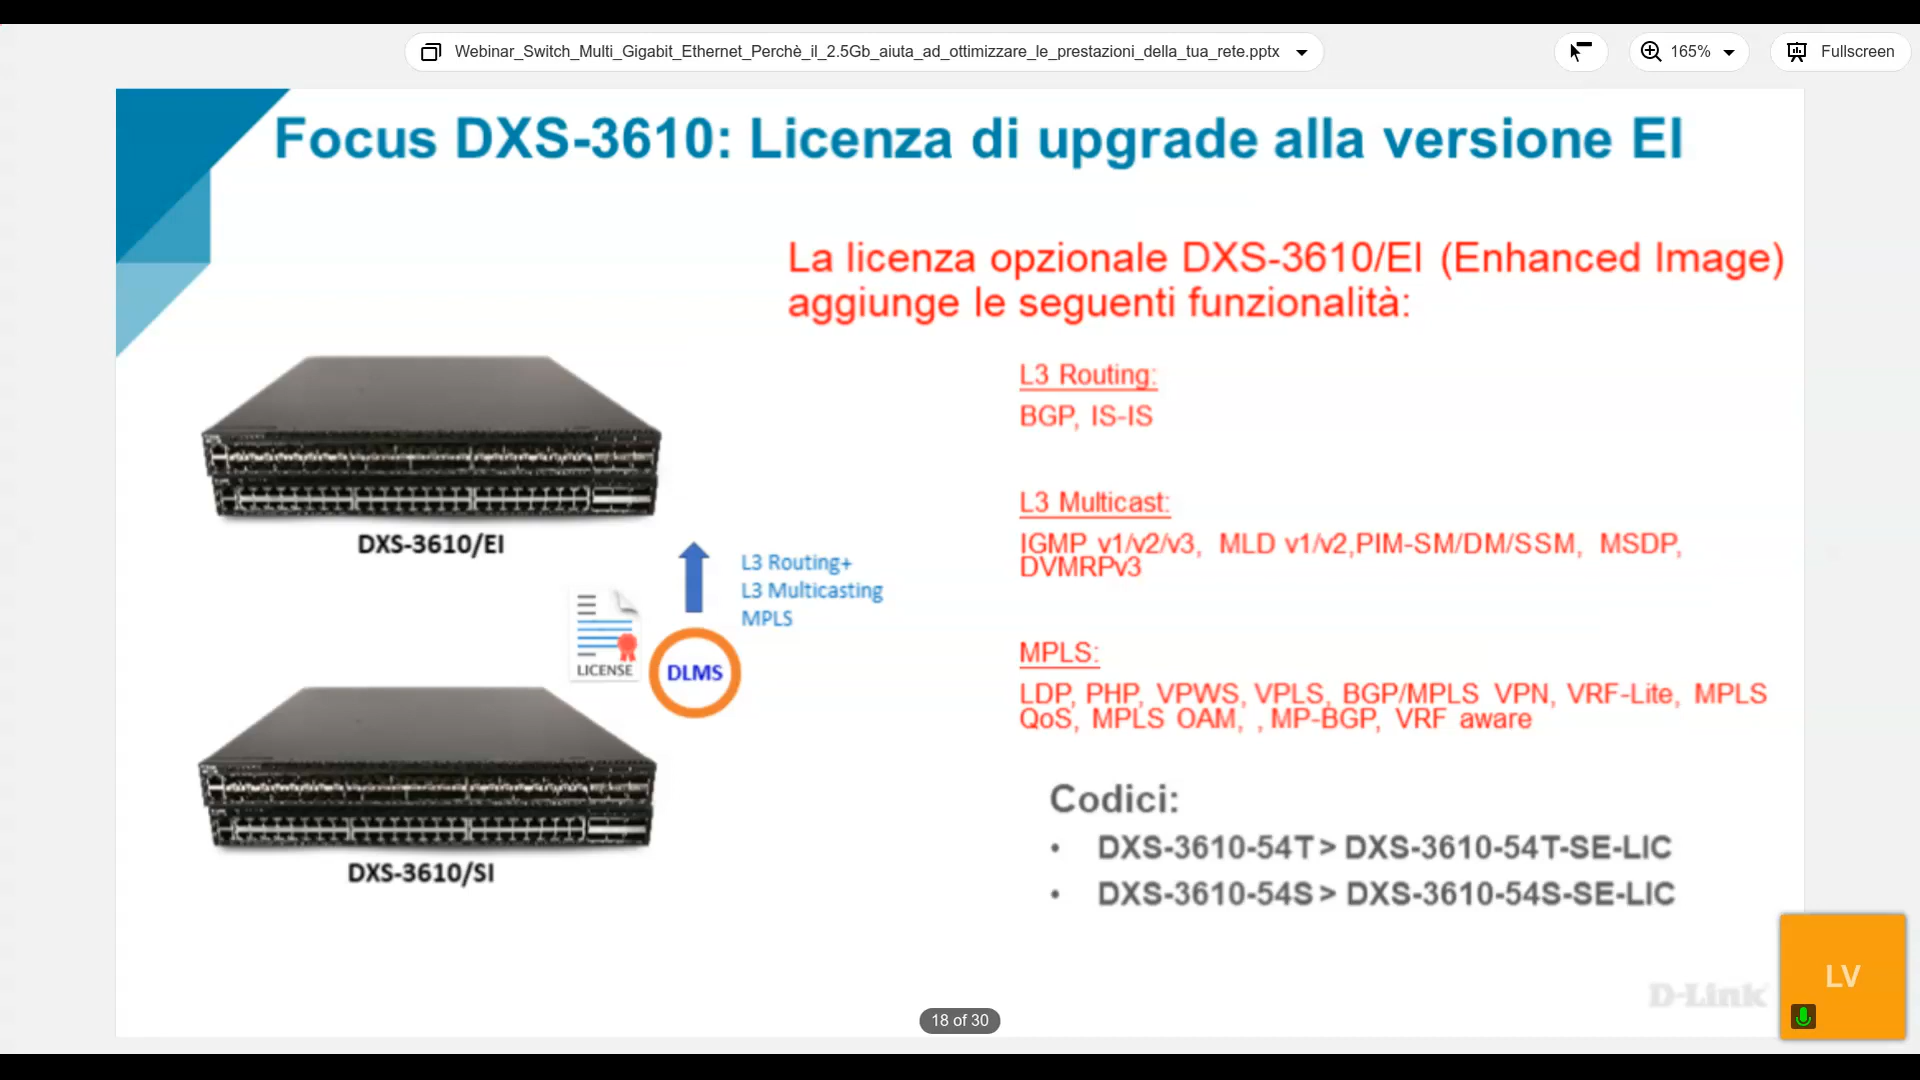 Webinar_Switch_Multi_Gigabit_Ethernet_Perchè_il_2.5Gb_aiuta_ad_ottimizzare_le_prestazioni_della_tua_rete.pptx
165%
Fullscreen
Focus DXS-3610: Licenza di upgrade alla versione EI
La licenza opzionale DXS-3610/EI (Enhanced Image)
aggiunge le seguenti funzionalità:
L3 Routing:
BGP, IS-IS
L3 Multicast:
IGMP v1/v2/v3, MLD v1/v2,PIM-SM/DM/SSM, MSDP,
DVMRPv3
MPLS:
LDP, PHP, VPWS, VPLS, BGP/MPLS VPN, VRF-Lite, MPLS
QoS, MPLS OAM, , MP-BGP, VRF aware
DXS-3610/EI
L3 Routing+
L3 Multicasting
MPLS
LICENSE
DLMS
DXS-3610/SI
Codici:
• DXS-3610-54T > DXS-3610-54T-SE-LIC
• DXS-3610-54S > DXS-3610-54S-SE-LIC
D-Link
LV
18 of 30